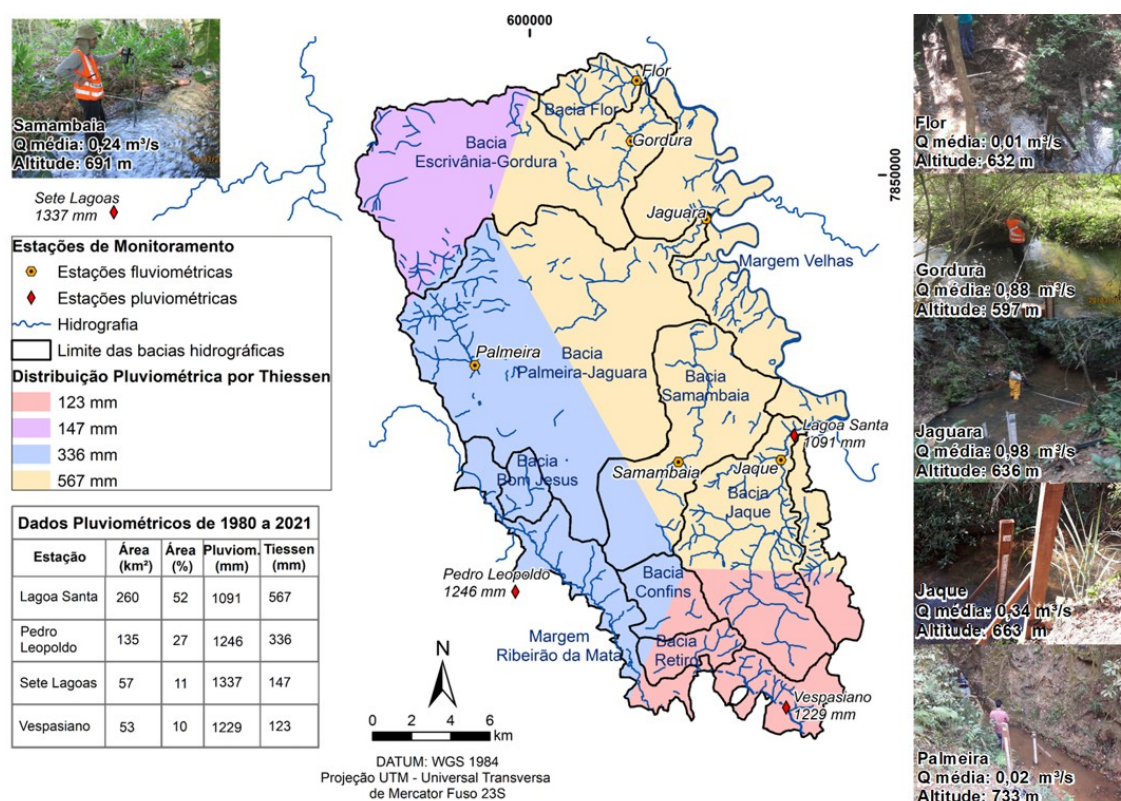 600000
7850000
Samambaia
Q média: 0,24 m³/s
Altitude: 691 m
Sete Lagoas
1337 mm
Estações de Monitoramento
Estações fluviométricas
Estações pluviométricas
Hidrografia
Limite das bacias hidrográficas
Distribuição Pluviométrica por Thiessen
123 mm
147 mm
336 mm
567 mm
Dados Pluviométricos de 1980 a 2021
Estação Área (km²) Área (%) Pluviom. (mm) Tiessen (mm)
Lagoa Santa 260 52 1091 567
Pedro Leopoldo 135 27 1246 336
Sete Lagoas 57 11 1337 147
Vespasiano 53 10 1229 123
Flor
Bacia Flor
Bacia
Escrivânia-Gordura
Gordura
Jaguara
Margem Velhas
Palmeira
Bacia
Palmeira-Jaguara
Bacia
Samambaia
Lagoa Santa
1091 mm
Bacia
Bom Jesus
Samambaia
Jaque
Bacia
Jaque
Pedro Leopoldo
1246 mm
Bacia
Confins
Margem
Ribeirão da Mata
Bacia
Retiro
Vespasiano
1229 mm
N
0 2 4 6
km
DATUM: WGS 1984
Projeção UTM - Universal Transversa
de Mercator Fuso 23S
Flor
Q média: 0,01 m³/s
Altitude: 632 m
Gordura
Q média: 0,88 m³/s
Altitude: 597 m
Jaguara
Q média: 0,98 m³/s
Altitude: 636 m
Jaque
Q média: 0,34 m³/s
Altitude: 663 m
Palmeira
Q média: 0,02 m³/s
Altitude: 733 m